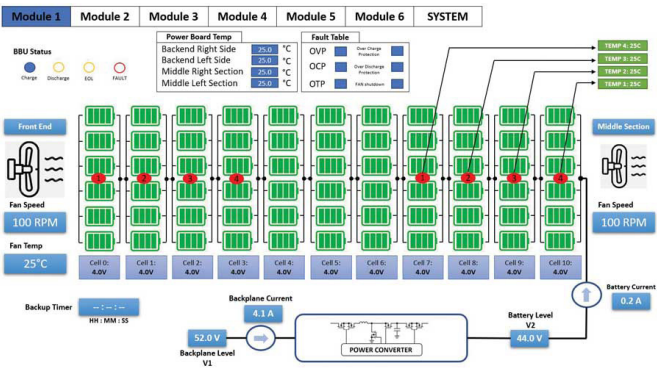 Module 1 Module 2 Module 3 Module 4 Module 5 Module 6 SYSTEM
BBU Status
Charge Discharge EOL FAULT
Power Board Temp
Backend Right Side 25.0 °C
Backend Left Side 25.0 °C
Middle Right Section 25.0 °C
Middle Left Section 25.0 °C
Fault Table
OVP Over Charge Protection
OCP Over Discharge Protection
OTP FAN shutdown
TEMP 4: 25C
TEMP 3: 25C
TEMP 2: 25C
TEMP 1: 25C
Front End
Fan Speed
100 RPM
Fan Temp
25°C
1 2 3 4 1 2 3 4
Middle Section
Fan Speed
100 RPM
Cell 0: Cell 1: Cell 2: Cell 3: Cell 4: Cell 5: Cell 6: Cell 7: Cell 8: Cell 9: Cell 10:
4.0V 4.0V 4.0V 4.0V 4.0V 4.0V 4.0V 4.0V 4.0V 4.0V 4.0V
Backup Timer -- : -- : --
HH : MM : SS
Backplane Current
4.1 A
52.0 V
Backplane Level
V1
POWER CONVERTER
Battery Level
V2
44.0 V
Battery Current
0.2 A